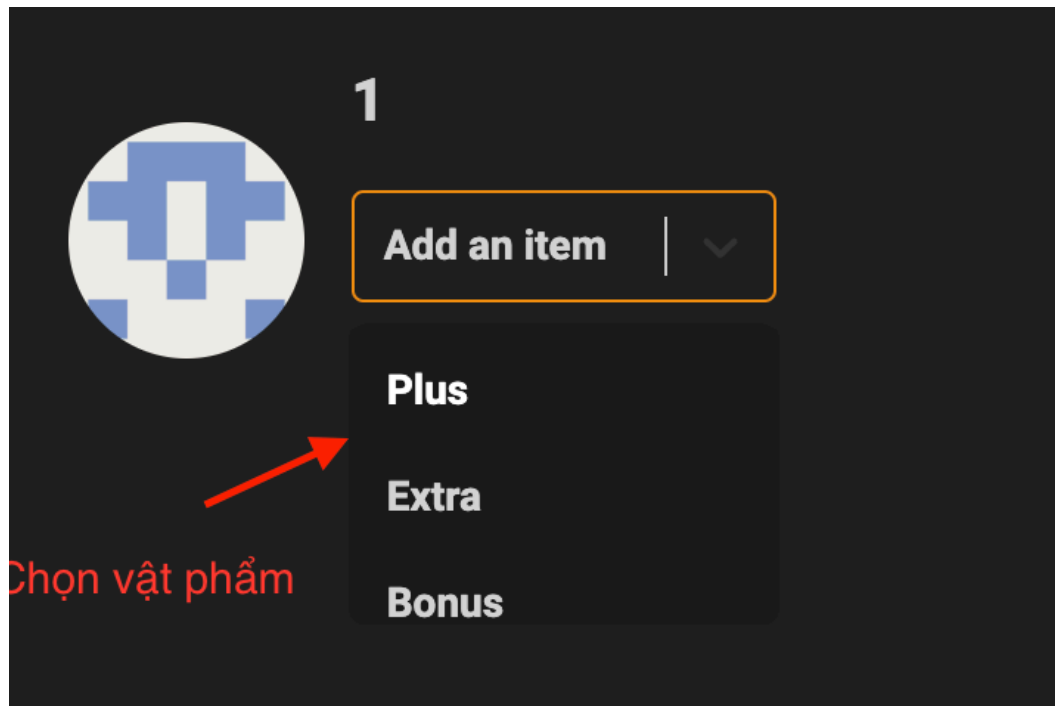 1
Add an item
Plus
Extra
Chọn vật phẩm
Bonus